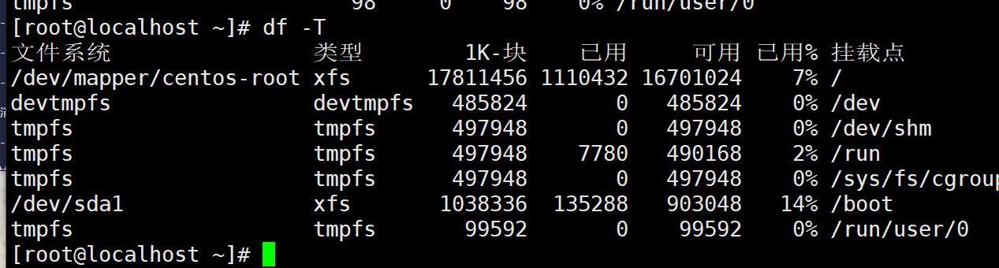 tmpfs 98 0 98 0% /run/user/0
[root@localhost ~]# df -T
文件系统 类型 1K-块 已用 可用 已用% 挂载点
/dev/mapper/centos-root xfs 17811456 1110432 16701024 7% /
devtmpfs devtmpfs 485824 0 485824 0% /dev
tmpfs tmpfs 497948 0 497948 0% /dev/shm
tmpfs tmpfs 497948 7780 490168 2% /run
tmpfs tmpfs 497948 0 497948 0% /sys/fs/cgroup
/dev/sda1 xfs 1038336 135288 903048 14% /boot
tmpfs tmpfs 99592 0 99592 0% /run/user/0
[root@localhost ~]#